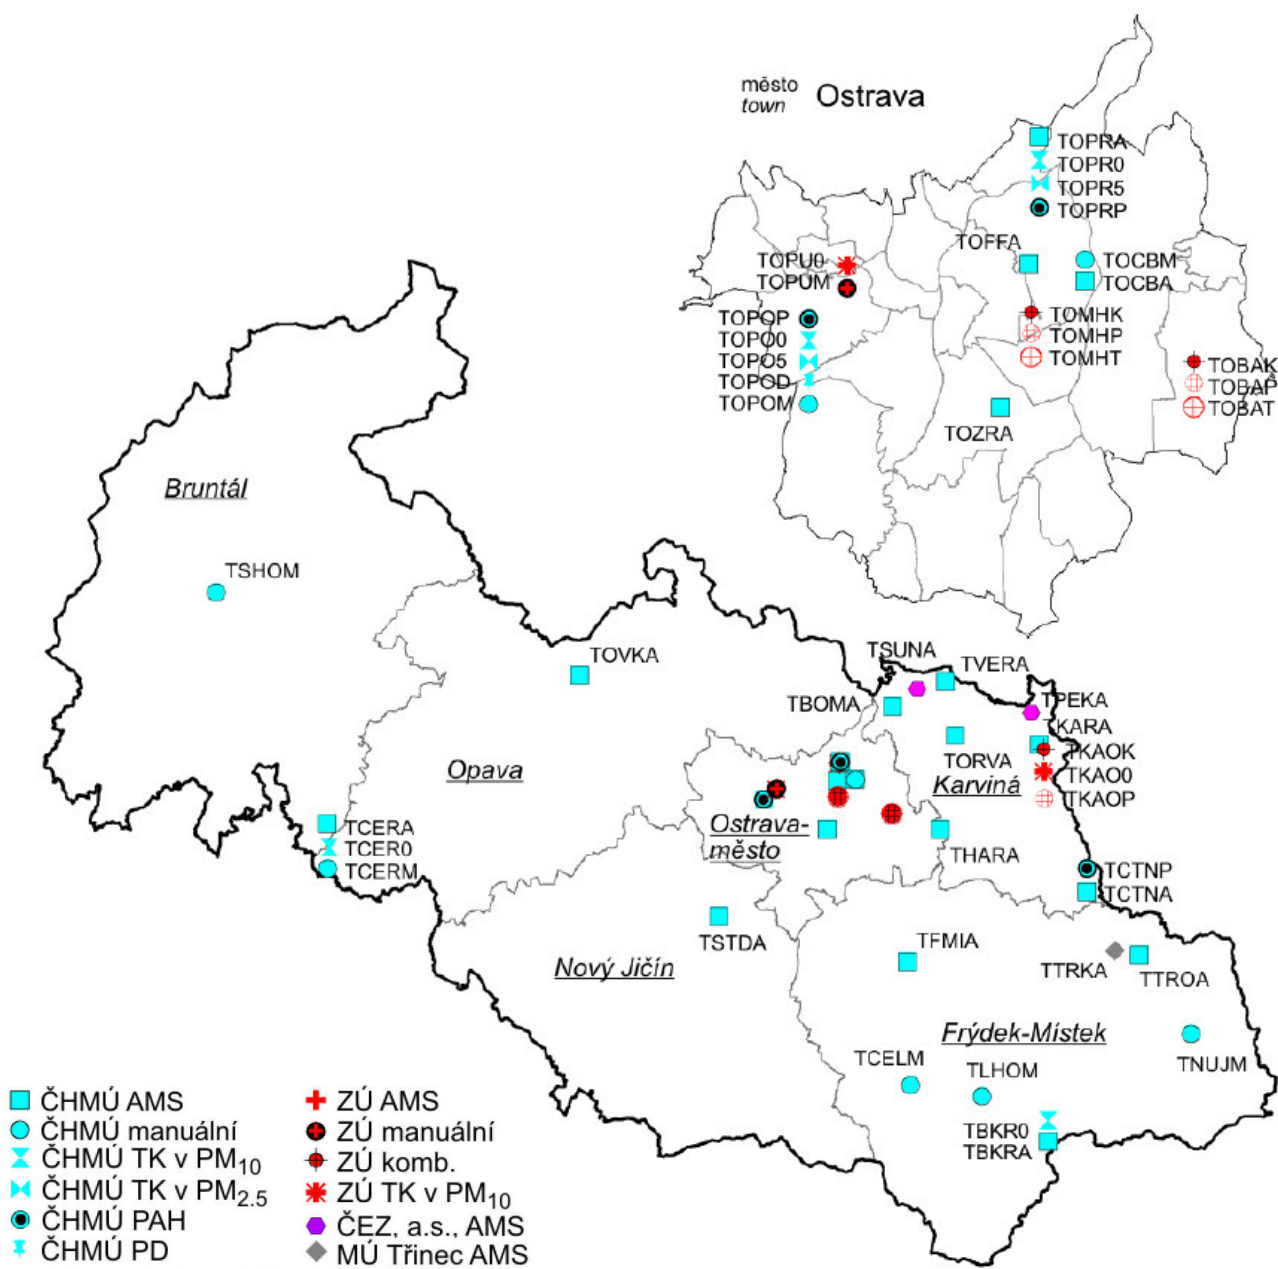 město
town
Ostrava
TOPRA
TOPR0
TOPR5
TOPRP
TOFFA
TOCBM
TOCBA
TOPU0
TOPUM
TOPOP
TOPO0
TOPO5
TOPOD
TOPOM
TOMHK
TOMHP
TOMHT
TOBAK
TOBAP
TOBAT
TOZRA
Bruntál
TSHOM
TOVKA
TSUNA
TVERA
TBOMA
TPEKA
TKARA
TORVA
TKAOK
Karviná
TKAO0
TKAOP
Opava
Ostrava-
město
TCERA
TCER0
TCERM
THARA
TCTNP
TCTNA
TSTDA
TFMIA
TTRKA
TTROA
Nový Jičín
Frýdek-Místek
TCELM
TLHOM
TNUJM
TBKR0
TBKRA
ČHMÚ AMS
ČHMÚ manuální
ČHMÚ TK v PM10
ČHMÚ TK v PM2.5
ČHMÚ PAH
ČHMÚ PD
ZÚ AMS
ZÚ manuální
ZÚ komb.
ZÚ TK v PM10
ČEZ, a.s., AMS
MÚ Třinec AMS